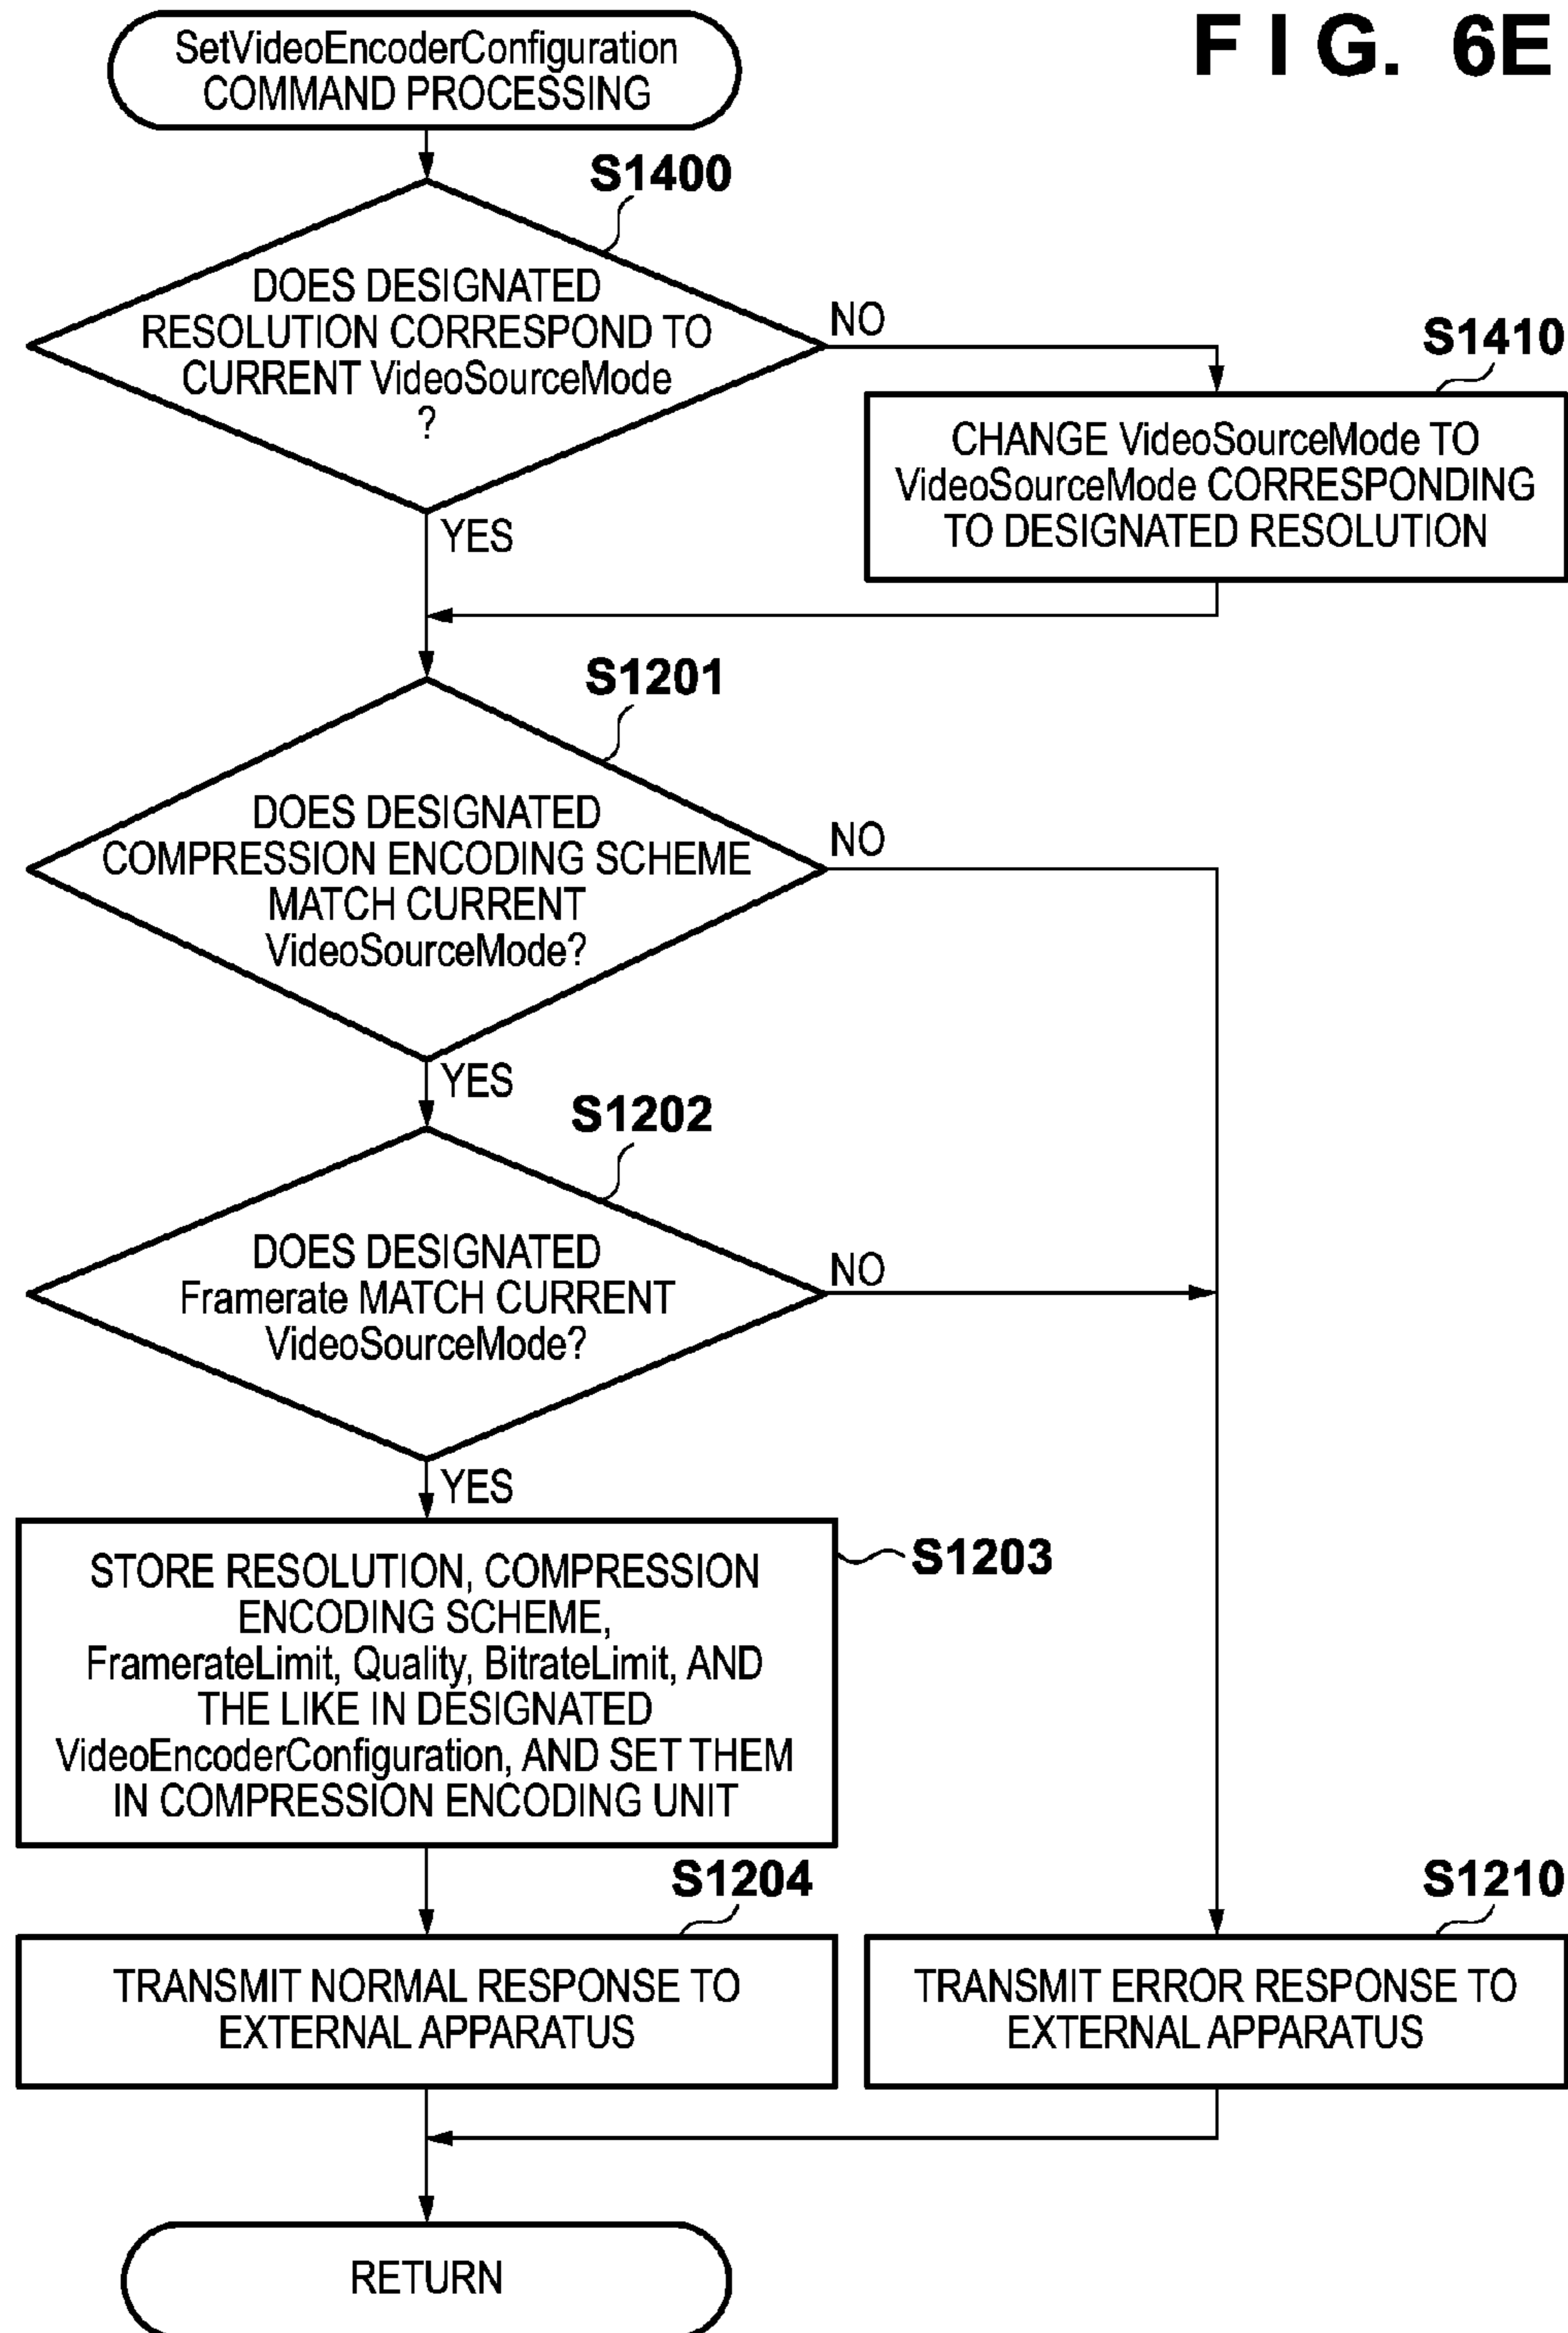 F I G. 6E
SetVideoEncoderConfiguration
COMMAND PROCESSING
S1400
DOES DESIGNATED
RESOLUTION CORRESPOND TO
CURRENT VideoSourceMode
?
NO
YES
S1410
CHANGE VideoSourceMode TO
VideoSourceMode CORRESPONDING
TO DESIGNATED RESOLUTION
S1201
DOES DESIGNATED
COMPRESSION ENCODING SCHEME
MATCH CURRENT
VideoSourceMode?
NO
YES
S1202
DOES DESIGNATED
Framerate MATCH CURRENT
VideoSourceMode?
NO
YES
S1203
STORE RESOLUTION, COMPRESSION
ENCODING SCHEME,
FramerateLimit, Quality, BitrateLimit, AND
THE LIKE IN DESIGNATED
VideoEncoderConfiguration, AND SET THEM
IN COMPRESSION ENCODING UNIT
S1204
TRANSMIT NORMAL RESPONSE TO
EXTERNAL APPARATUS
S1210
TRANSMIT ERROR RESPONSE TO
EXTERNAL APPARATUS
RETURN